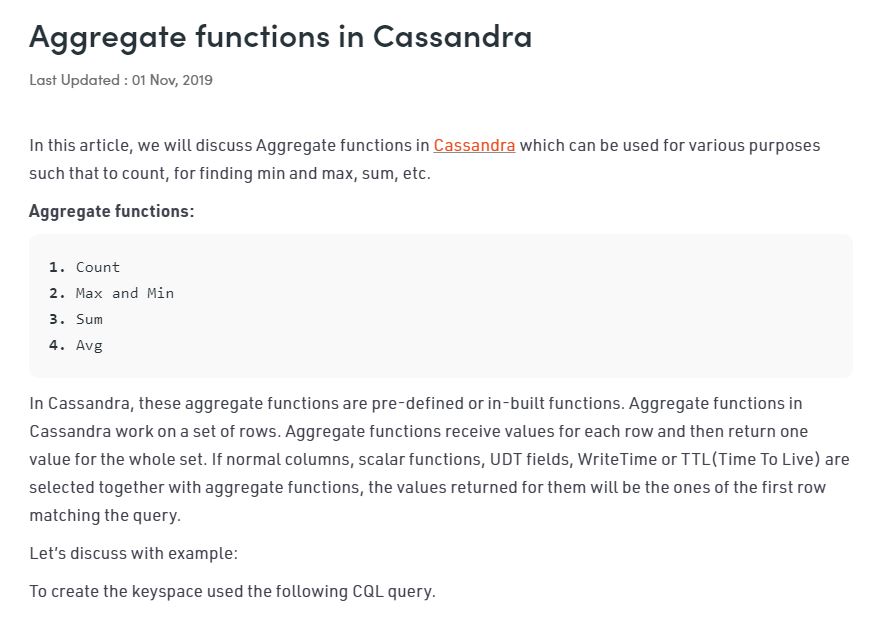 Aggregate functions in Cassandra
Last Updated : 01 Nov, 2019
In this article, we will discuss Aggregate functions in Cassandra which can be used for various purposes
such that to count, for finding min and max, sum, etc.
Aggregate functions:
1. Count
2. Max and Min
3. Sum
4. Avg
In Cassandra, these aggregate functions are pre-defined or in-built functions. Aggregate functions in
Cassandra work on a set of rows. Aggregate functions receive values for each row and then return one
value for the whole set. If normal columns, scalar functions, UDT fields, WriteTime or TTL(Time To Live) are
selected together with aggregate functions, the values returned for them will be the ones of the first row
matching the query.
Let's discuss with example:
To create the keyspace used the following CQL query.